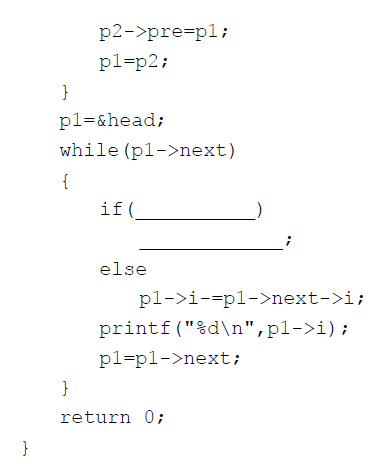 p2->pre=p1;
p1=p2;
}
p1=&head;
while(p1->next)
{
if(__________)
____________;
else
p1->i-=p1->next->i;
printf("%d\n",p1->i);
p1=p1->next;
}
return 0;
}